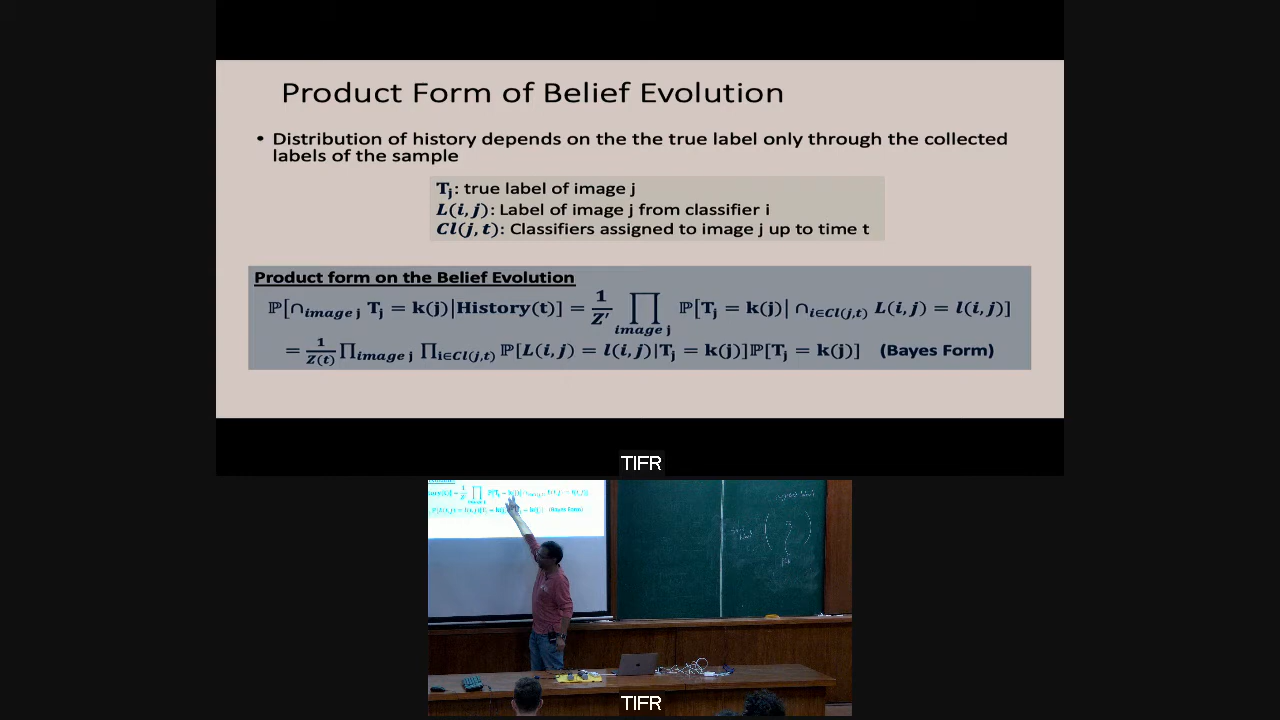 Product Form of Belief Evolution
• Distribution of history depends on the the true label only through the collected
labels of the sample
Tⱼ: true label of image j
L(i, j): Label of image j from classifier i
Cl(j, t): Classifiers assigned to image j up to time t
Product form on the Belief Evolution
ℙ[∩_{image j} Tⱼ = k(j)|History(t)] = 1/Z′ ∏_{image j} ℙ[Tⱼ = k(j)| ∩_{i∈Cl(j,t)} L(i, j) = l(i, j)]
= 1/Z(t) ∏_{image j} ∏_{i∈Cl(j,t)} ℙ[L(i, j) = l(i, j)|Tⱼ = k(j)]ℙ[Tⱼ = k(j)] (Bayes Form)
TIFR
(Bayes Form)
TIFR